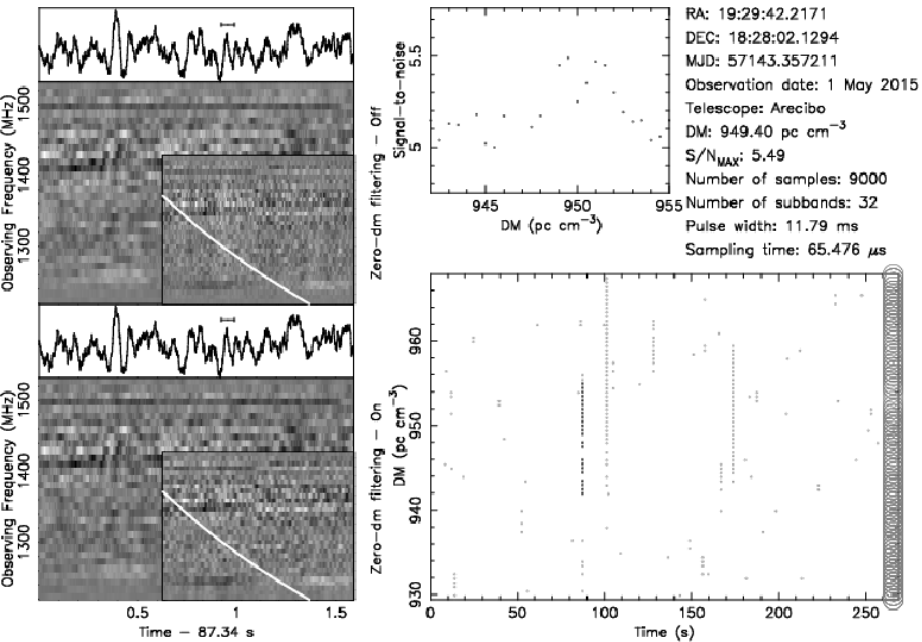 RA: 19:29:42.2171
DEC: 18:28:02.1294
MJD: 57143.357211
Observation date: 1 May 2015
Telescope: Arecibo
DM: 949.40 pc cm−3
S/NMAX: 5.49
Number of samples: 9000
Number of subbands: 32
Pulse width: 11.79 ms
Sampling time: 65.476 μs
Observing Frequency (MHz)
1500
1400
1300
Zero−dm filtering − Off
Signal−to−noise
5.5
5
945 950 955
DM (pc cm−3)
Observing Frequency (MHz)
1500
1400
1300
Zero−dm filtering − On
0.5 1 1.5
Time − 87.34 s
DM (pc cm−3)
960
950
940
930
0 50 100 150 200 250
Time (s)